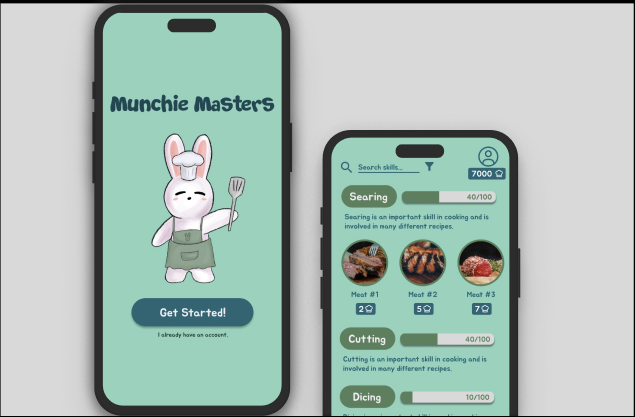 Munchie Masters
Get Started!
I already have an account.
Search skills...
7000
Searing
40/100
Searing is an important skill in cooking and is
involved in many different recipes.
Meat #1
Meat #2
Meat #3
2
5
7
Cutting
40/100
Cutting is an important skill in cooking and is
involved in many different recipes.
Dicing
10/100